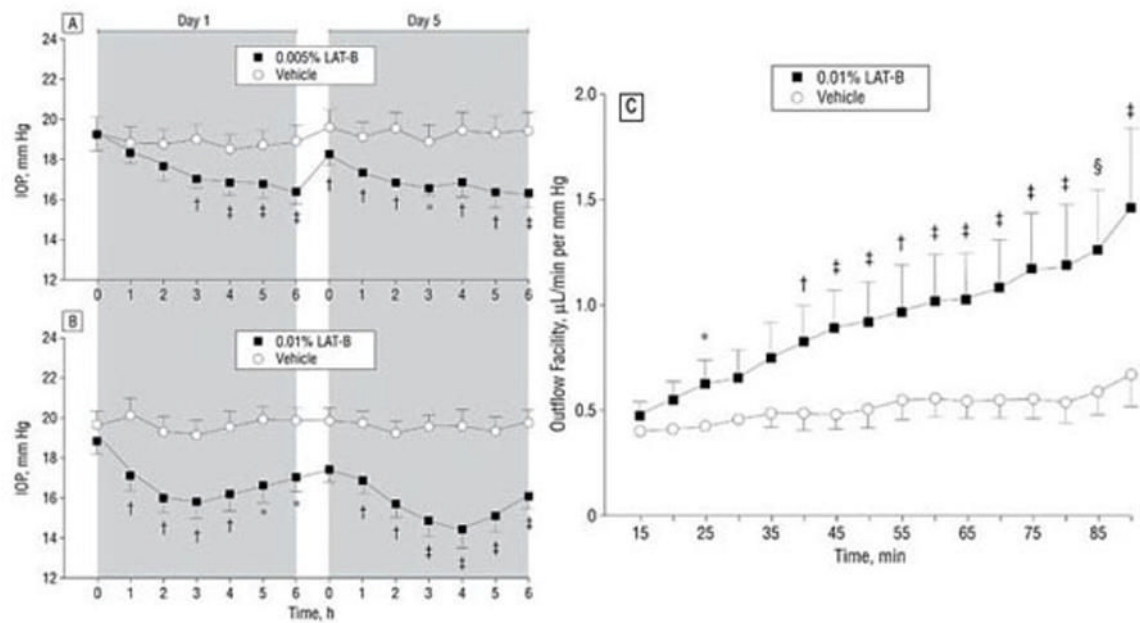 A
Day 1
Day 5
0.005% LAT-B
Vehicle
24
22
20
18
16
14
12
IOP, mm Hg
† ‡ ‡ ‡ † † † * † † ‡
0 1 2 3 4 5 6 0 1 2 3 4 5 6
B
0.01% LAT-B
Vehicle
24
22
20
18
16
14
12
IOP, mm Hg
† † † † * * † † ‡ ‡ ‡ ‡
0 1 2 3 4 5 6 0 1 2 3 4 5 6
Time, h
C
0.01% LAT-B
Vehicle
2.0
1.5
1.0
0.5
0
Outflow Facility, µL/min per mm Hg
* † ‡ ‡ † ‡ ‡ ‡ ‡ ‡ § ‡
15 25 35 45 55 65 75 85
Time, min